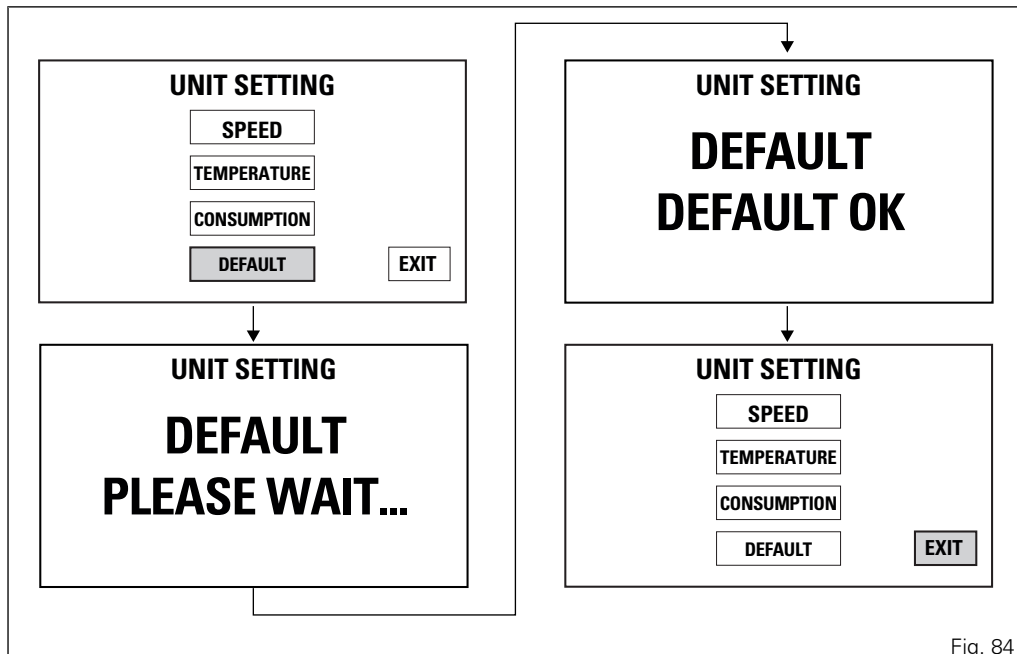 UNIT SETTING
SPEED
TEMPERATURE
CONSUMPTION
DEFAULT
EXIT
UNIT SETTING
DEFAULT
PLEASE WAIT...
UNIT SETTING
DEFAULT
DEFAULT OK
UNIT SETTING
SPEED
TEMPERATURE
CONSUMPTION
DEFAULT
EXIT
Fig. 84